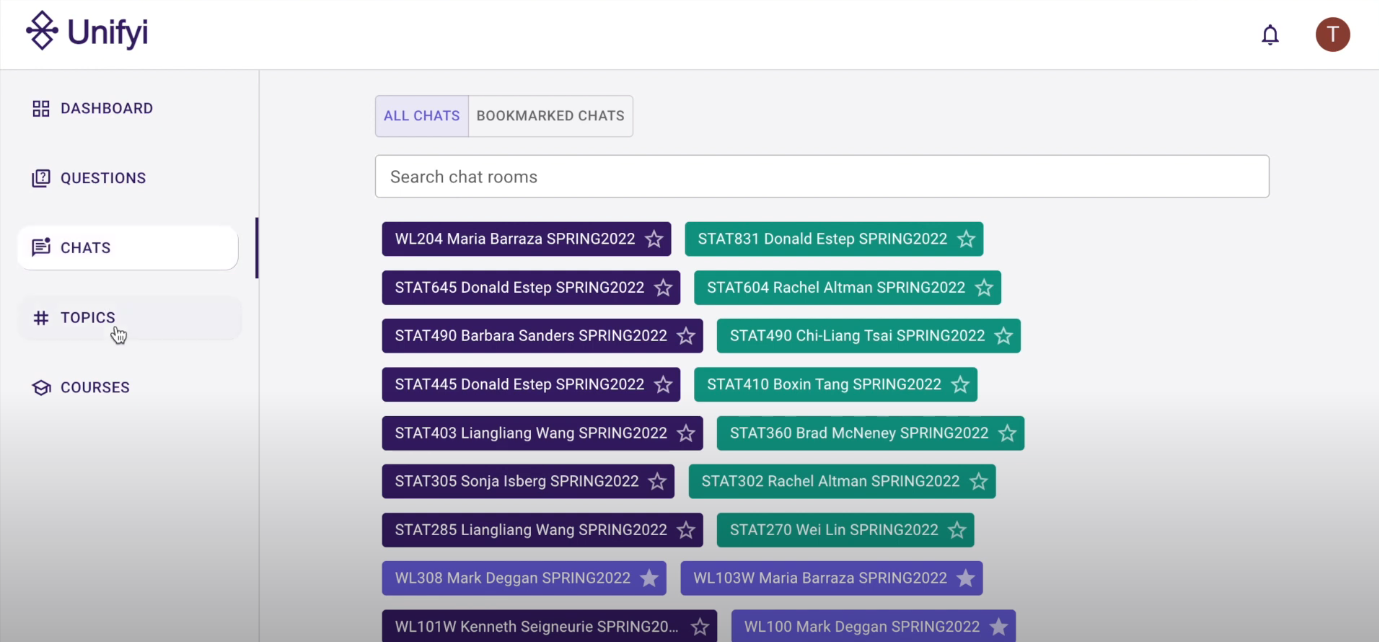 Unifyi
T
DASHBOARD
QUESTIONS
CHATS
TOPICS
COURSES
ALL CHATS BOOKMARKED CHATS
Search chat rooms
WL204 Maria Barraza SPRING2022 STAT831 Donald Estep SPRING2022
STAT645 Donald Estep SPRING2022 STAT604 Rachel Altman SPRING2022
STAT490 Barbara Sanders SPRING2022 STAT490 Chi-Liang Tsai SPRING2022
STAT445 Donald Estep SPRING2022 STAT410 Boxin Tang SPRING2022
STAT403 Liangliang Wang SPRING2022 STAT360 Brad McNeney SPRING2022
STAT305 Sonja Isberg SPRING2022 STAT302 Rachel Altman SPRING2022
STAT285 Liangliang Wang SPRING2022 STAT270 Wei Lin SPRING2022
WL308 Mark Deggan SPRING2022 WL103W Maria Barraza SPRING2022
WL101W Kenneth Seigneurie SPRING20... WL100 Mark Deggan SPRING2022